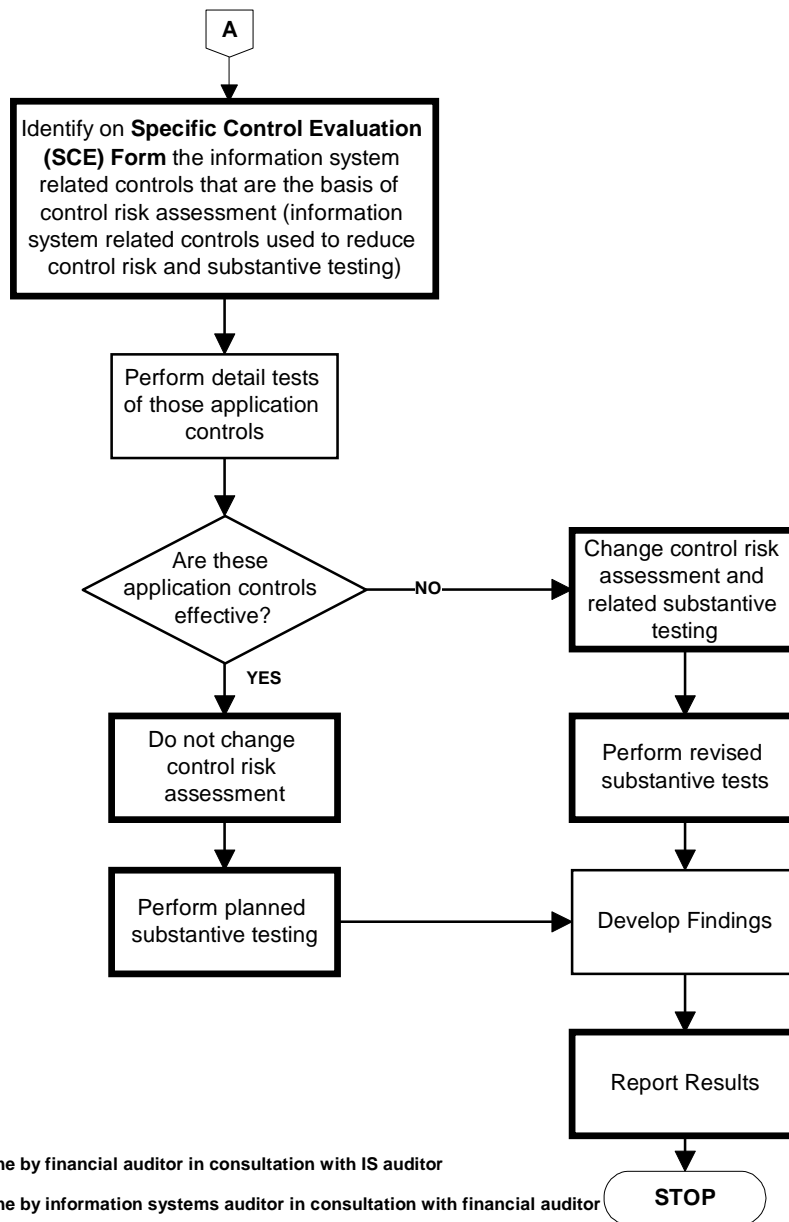 A
Identify on Specific Control Evaluation
(SCE) Form the information system
related controls that are the basis of
control risk assessment (information
system related controls used to reduce
control risk and substantive testing)
Perform detail tests
of those application
controls
Are these
application controls
effective?
NO
Change control risk
assessment and
related substantive
testing
YES
Do not change
control risk
assessment
Perform revised
substantive tests
Perform planned
substantive testing
Develop Findings
Report Results
by financial auditor in consultation with IS auditor
by information systems auditor in consultation with financial auditor
STOP